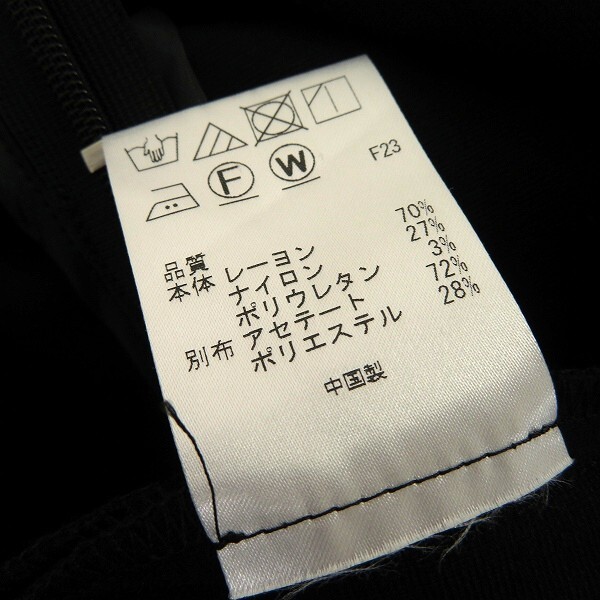 F23
F W
品質
本体 レーヨン 70%
ナイロン 27%
ポリウレタン 3%
別布 アセテート 72%
ポリエステル 28%
中国製